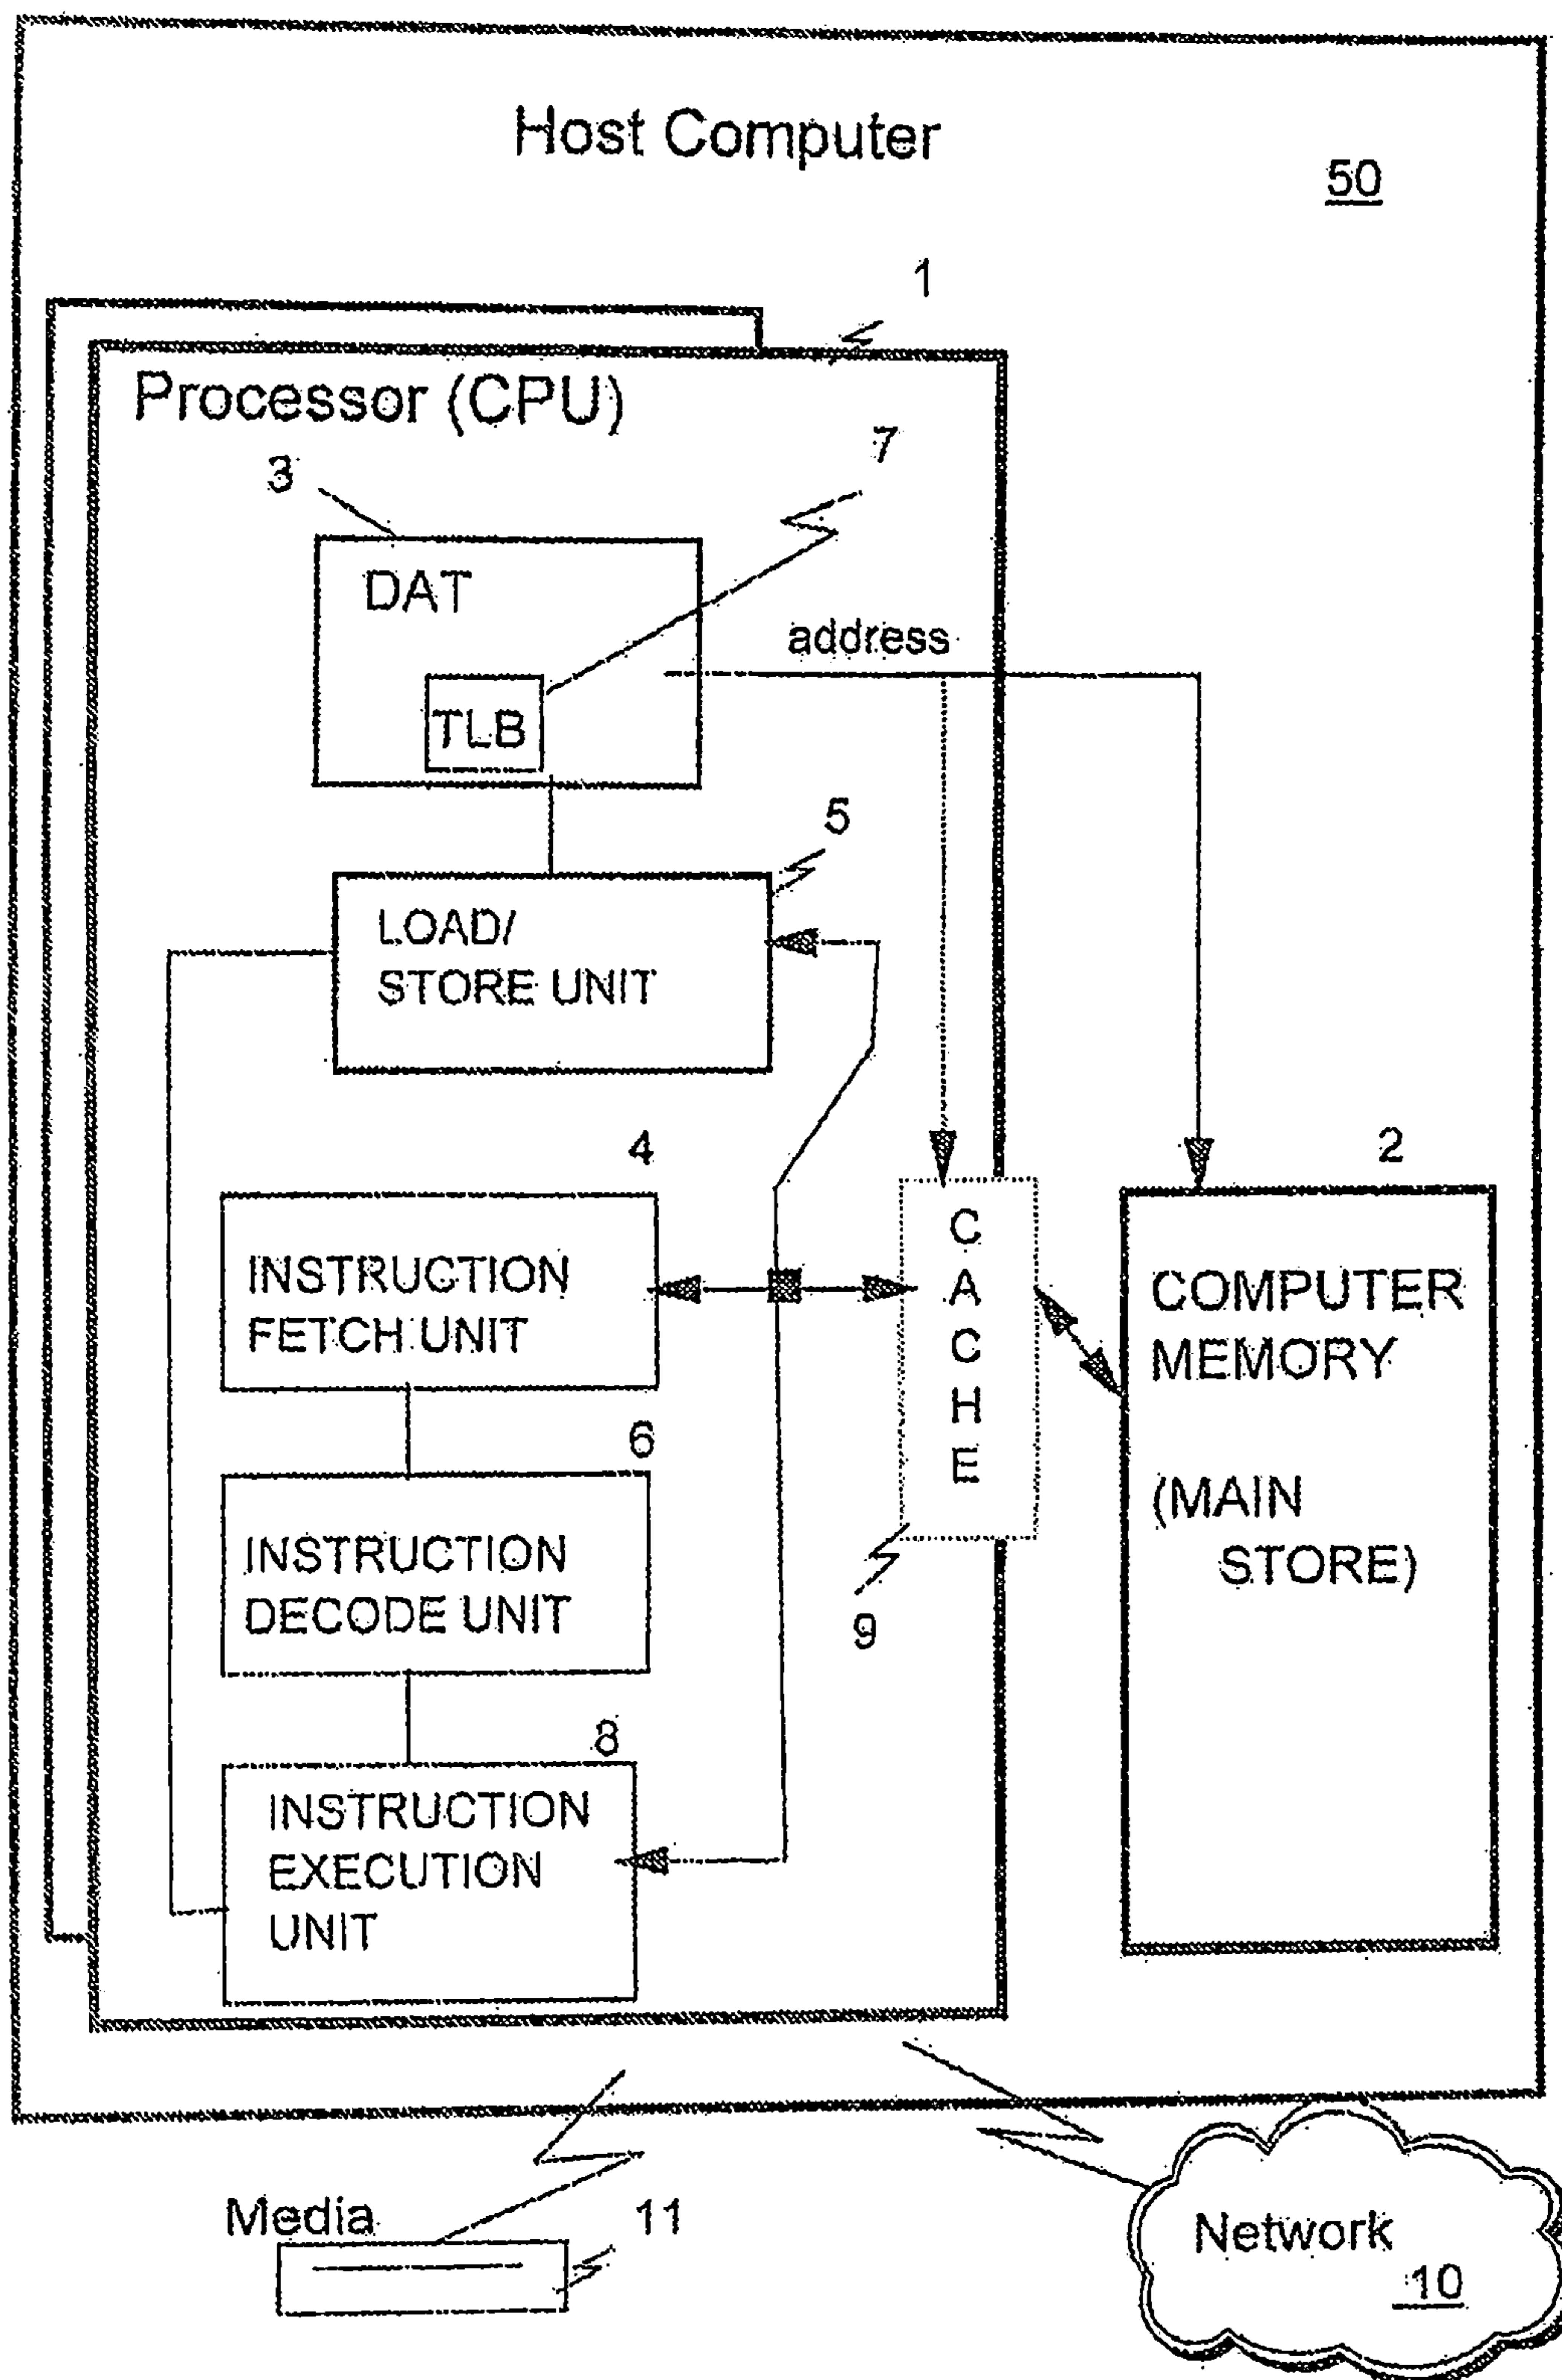 Host Computer
50
1
Processor (CPU)
3
7
DAT
address
TLB
5
LOAD/
STORE UNIT
4
2
INSTRUCTION
FETCH UNIT
C
A
C
H
E
COMPUTER
MEMORY
(MAIN
STORE)
6
INSTRUCTION
DECODE UNIT
9
8
INSTRUCTION
EXECUTION
UNIT
Media
11
Network
10